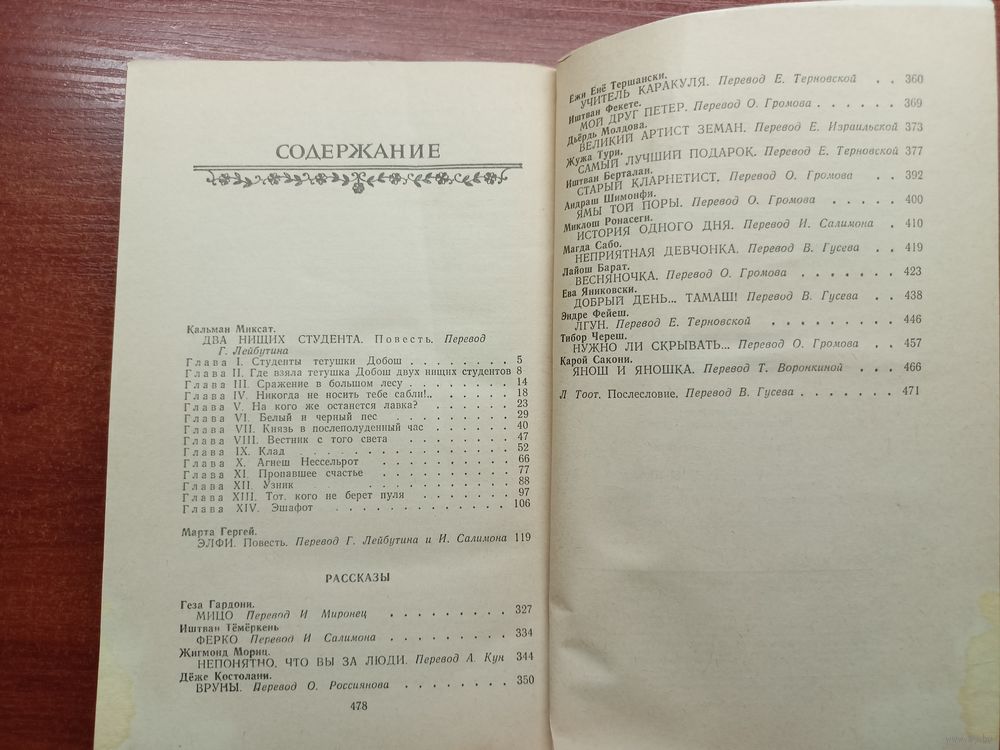 СОДЕРЖАНИЕ
Кальман Миксат.
ДВА НИЩИХ СТУДЕНТА. Повесть. Перевод
Г. Лейбутина
Глава I. Студенты тетушки Добош . . . . . . . . 5
Глава II. Где взяла тетушка Добош двух нищих студентов 8
Глава III. Сражение в большом лесу . . . . . . . 14
Глава IV. Никогда не носить тебе сабли!.. . . . . . 18
Глава V. На кого же останется лавка? . . . . . . 23
Глава VI. Белый и черный пес . . . . . . . . 29
Глава VII. Князь в послеполуденный час . . . . . . 40
Глава VIII. Вестник с того света . . . . . . . 47
Глава IX. Клад . . . . . . . . . . . 52
Глава X. Агнеш Нессельрот . . . . . . . . 66
Глава XI. Пропавшее счастье . . . . . . . . 77
Глава XII. Узник . . . . . . . . . . 88
Глава XIII. Тот. кого не берет пуля . . . . . . . 97
Глава XIV. Эшафот . . . . . . . . . . 106
Марта Гергей.
ЭЛФИ. Повесть. Перевод Г. Лейбутина и И. Салимона 119
РАССКАЗЫ
Геза Гардони.
МИЦО Перевод И Миронец . . . . . . . . . 327
Иштван Тёмёркень
ФЕРКО Перевод И Салимона . . . . . . . . 334
Жигмонд Мориц.
НЕПОНЯТНО, ЧТО ВЫ ЗА ЛЮДИ. Перевод А. Кун 344
Дёже Костолани.
ВРУНЫ. Перевод О. Россиянова . . . . . . . . 350
478
Ежи Енё Тершански.
УЧИТЕЛЬ КАРАКУЛЯ. Перевод Е. Терновской . . 360
Иштван Фекете.
МОЙ ДРУГ ПЕТЕР. Перевод О. Громова . . . . . . 369
Дьёрдь Молдова.
ВЕЛИКИЙ АРТИСТ ЗЕМАН. Перевод Е. Израильской 373
Жужа Тури.
САМЫЙ ЛУЧШИЙ ПОДАРОК. Перевод Е. Терновской 377
Иштван Берталан.
СТАРЫЙ КЛАРНЕТИСТ. Перевод О. Громова . . . 392
Андраш Шимонфи.
ЯМЫ ТОЙ ПОРЫ. Перевод О. Громова . . . . . 400
Миклош Ронасеги.
ИСТОРИЯ ОДНОГО ДНЯ. Перевод И. Салимона . 410
Магда Сабо.
НЕПРИЯТНАЯ ДЕВЧОНКА. Перевод В. Гусева . . 419
Лайош Барат.
ВЕСНЯНОЧКА. Перевод О. Громова . . . . . . . 423
Ева Яниковски.
ДОБРЫЙ ДЕНЬ... ТАМАШ! Перевод В. Гусева . . 438
Эндре Фейеш.
ЛГУН. Перевод Е. Терновской . . . . . . . . . 446
Тибор Череш.
НУЖНО ЛИ СКРЫВАТЬ... Перевод О. Громова . . 457
Карой Сакони.
ЯНОШ И ЯНОШКА. Перевод Т. Воронкиной . . . 466
Л Тоот. Послесловие. Перевод В. Гусева . . . . . . . 471